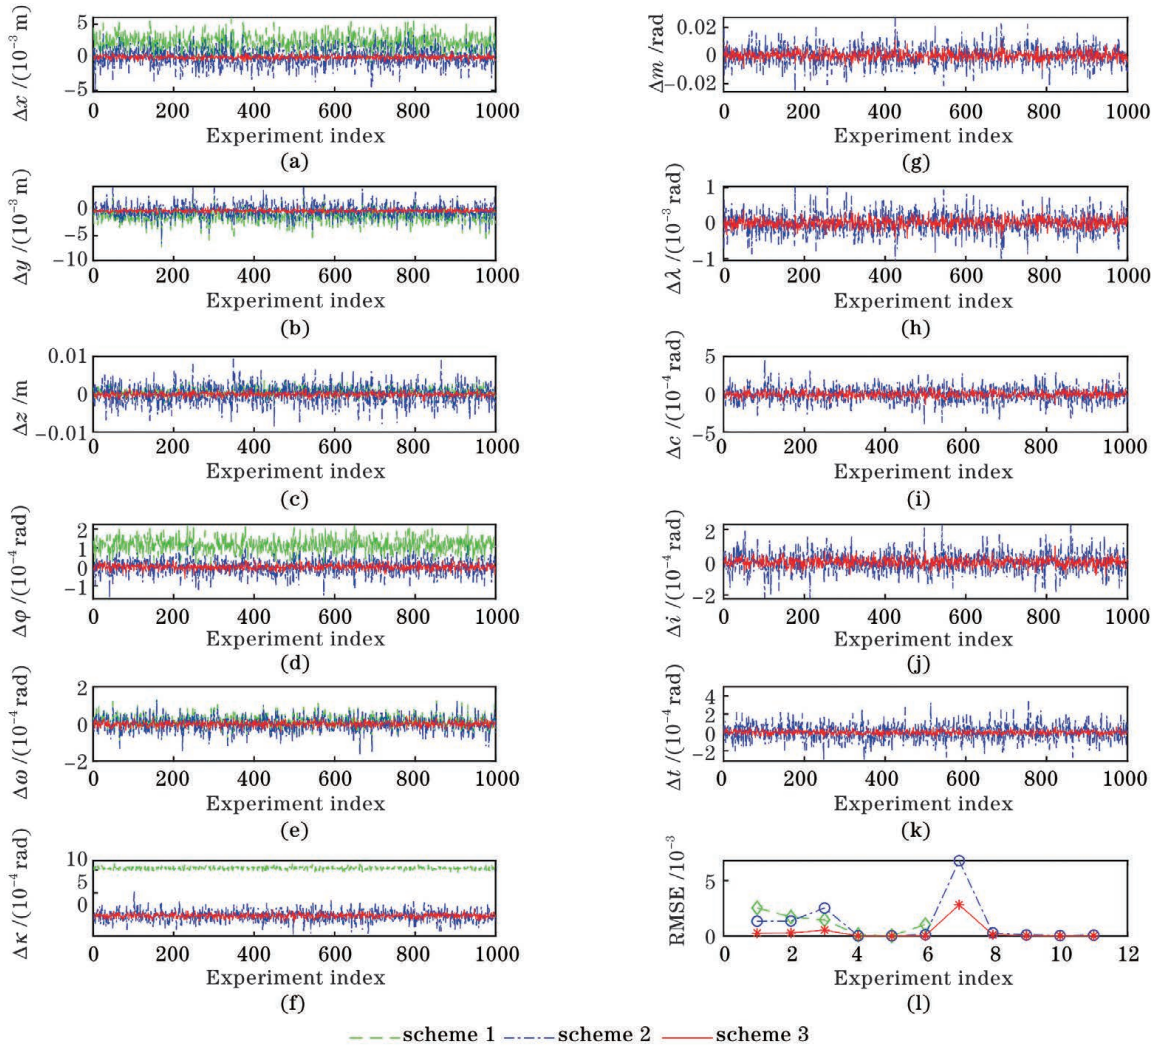 Δx /(10⁻³ m)
5
0
−5
0 200 400 600 800 1000
Experiment index
(a)
Δm /rad
0.02
0
−0.02
0 200 400 600 800 1000
Experiment index
(g)
Δy /(10⁻³ m)
0
−5
−10
0 200 400 600 800 1000
Experiment index
(b)
Δλ /(10⁻³ rad)
1
0
−1
0 200 400 600 800 1000
Experiment index
(h)
Δz /m
0.01
0
−0.01
0 200 400 600 800 1000
Experiment index
(c)
Δc /(10⁻⁴ rad)
5
0
−5
0 200 400 600 800 1000
Experiment index
(i)
Δφ /(10⁻⁴ rad)
2
1
0
−1
0 200 400 600 800 1000
Experiment index
(d)
Δi /(10⁻⁴ rad)
2
0
−2
0 200 400 600 800 1000
Experiment index
(j)
Δω /(10⁻⁴ rad)
2
0
−2
0 200 400 600 800 1000
Experiment index
(e)
Δt /(10⁻⁴ rad)
4
2
0
−2
0 200 400 600 800 1000
Experiment index
(k)
Δκ /(10⁻⁴ rad)
10
5
0
0 200 400 600 800 1000
Experiment index
(f)
RMSE /10⁻³
5
0
0 2 4 6 8 10 12
Experiment index
(l)
scheme 1 scheme 2 scheme 3